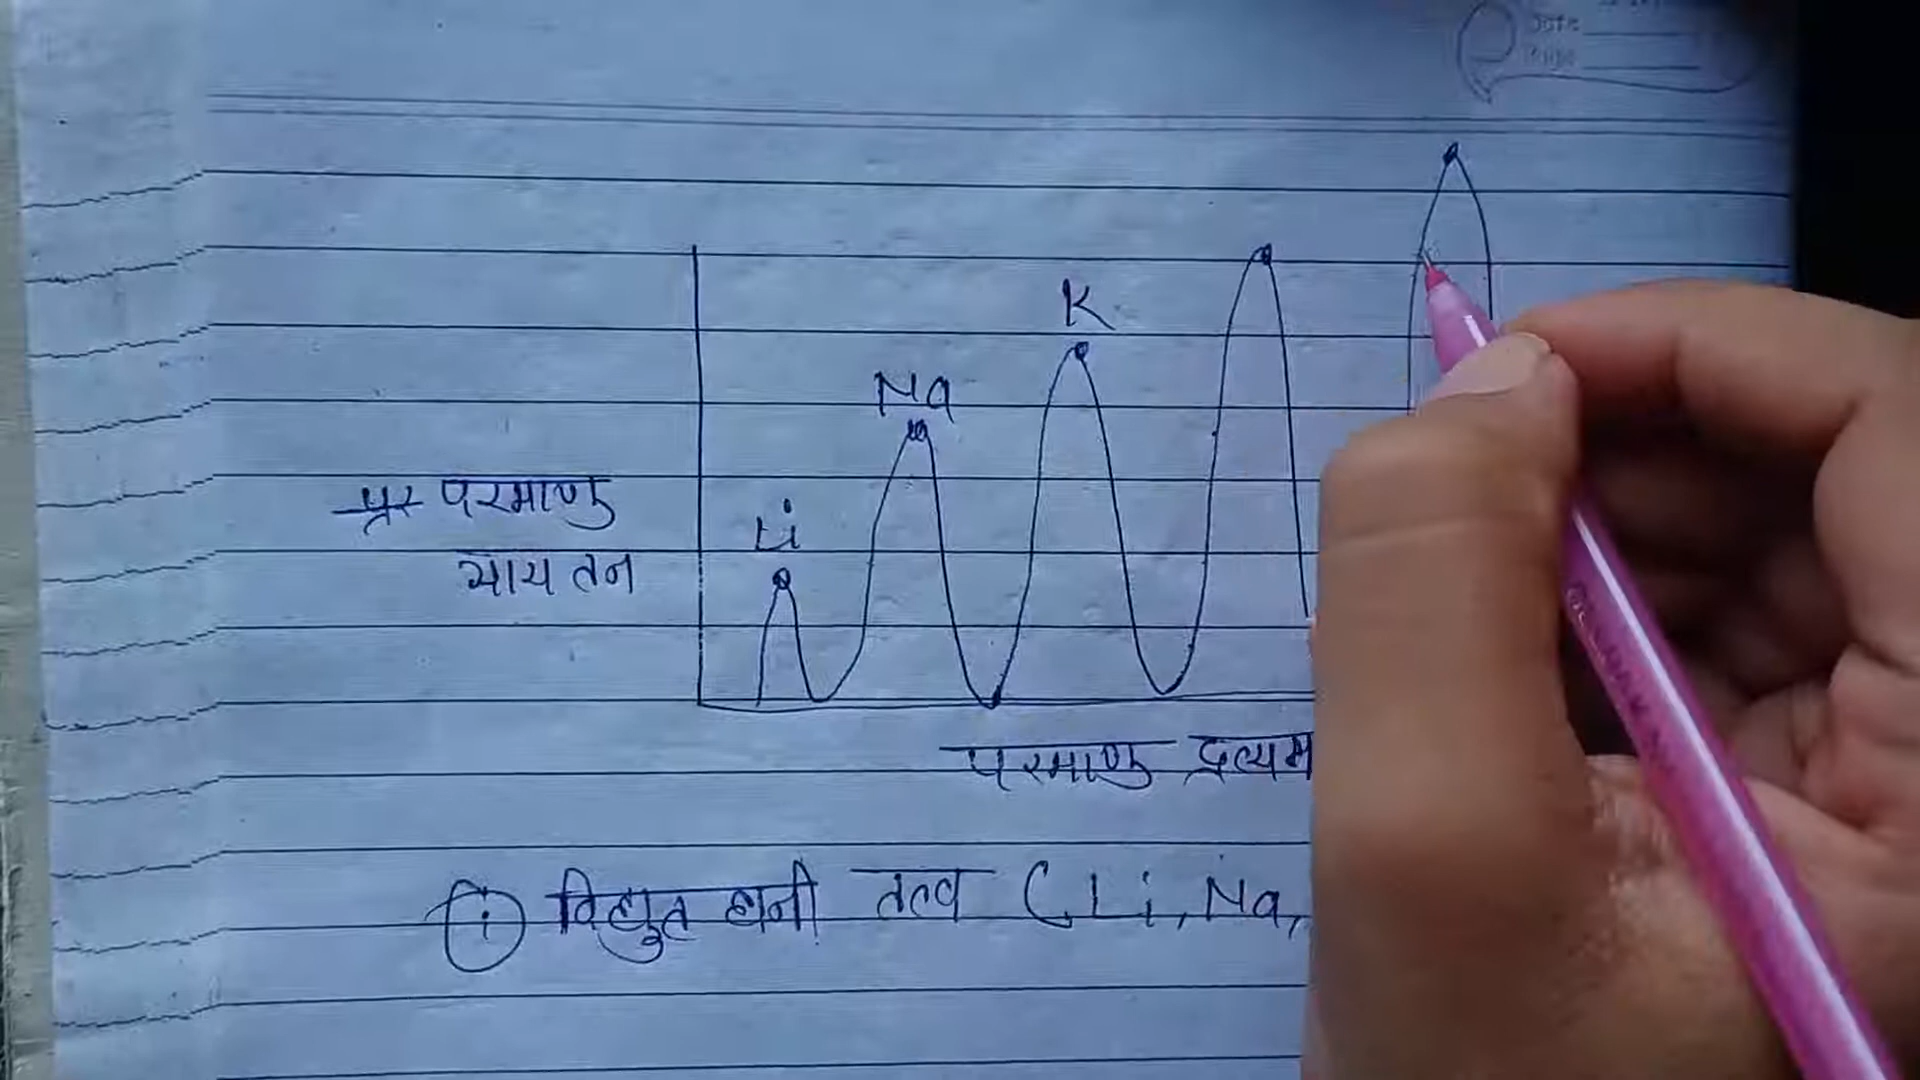 Date
Page
K
Na
Li
परमाणु
आयतन
परमाणु द्रव्यम
(i) विद्युत धनी तत्व (Li, Na,